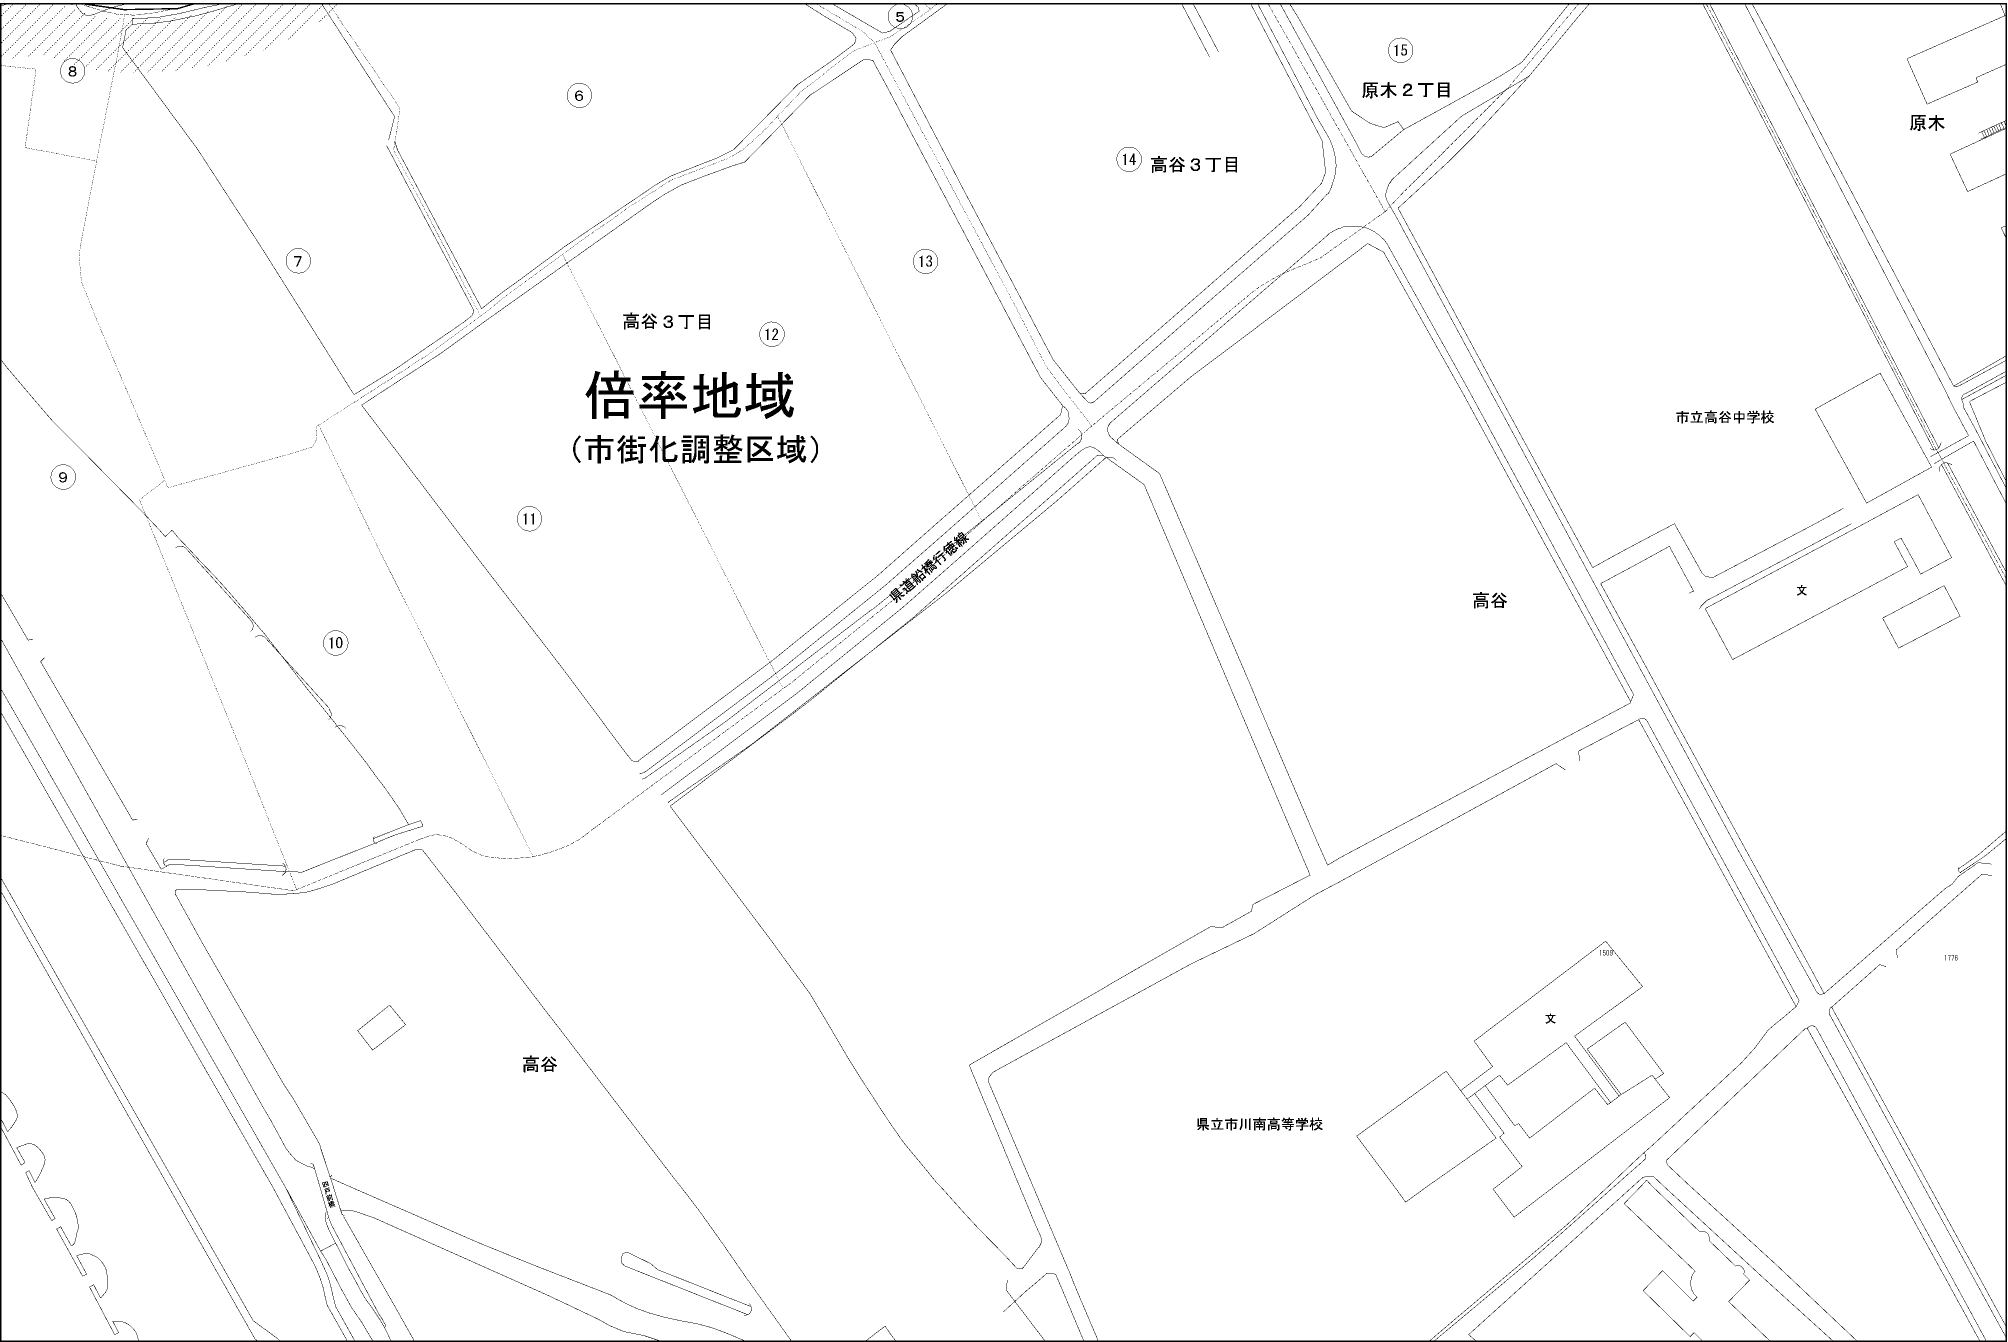 5
15
8
6
原木2丁目
原木
14 高谷3丁目
7
13
高谷3丁目
12
倍率地域
(市街化調整区域)
市立高谷中学校
9
11
県道船橋行徳線
文
高谷
10
1776
文
高谷
県立市川南高等学校